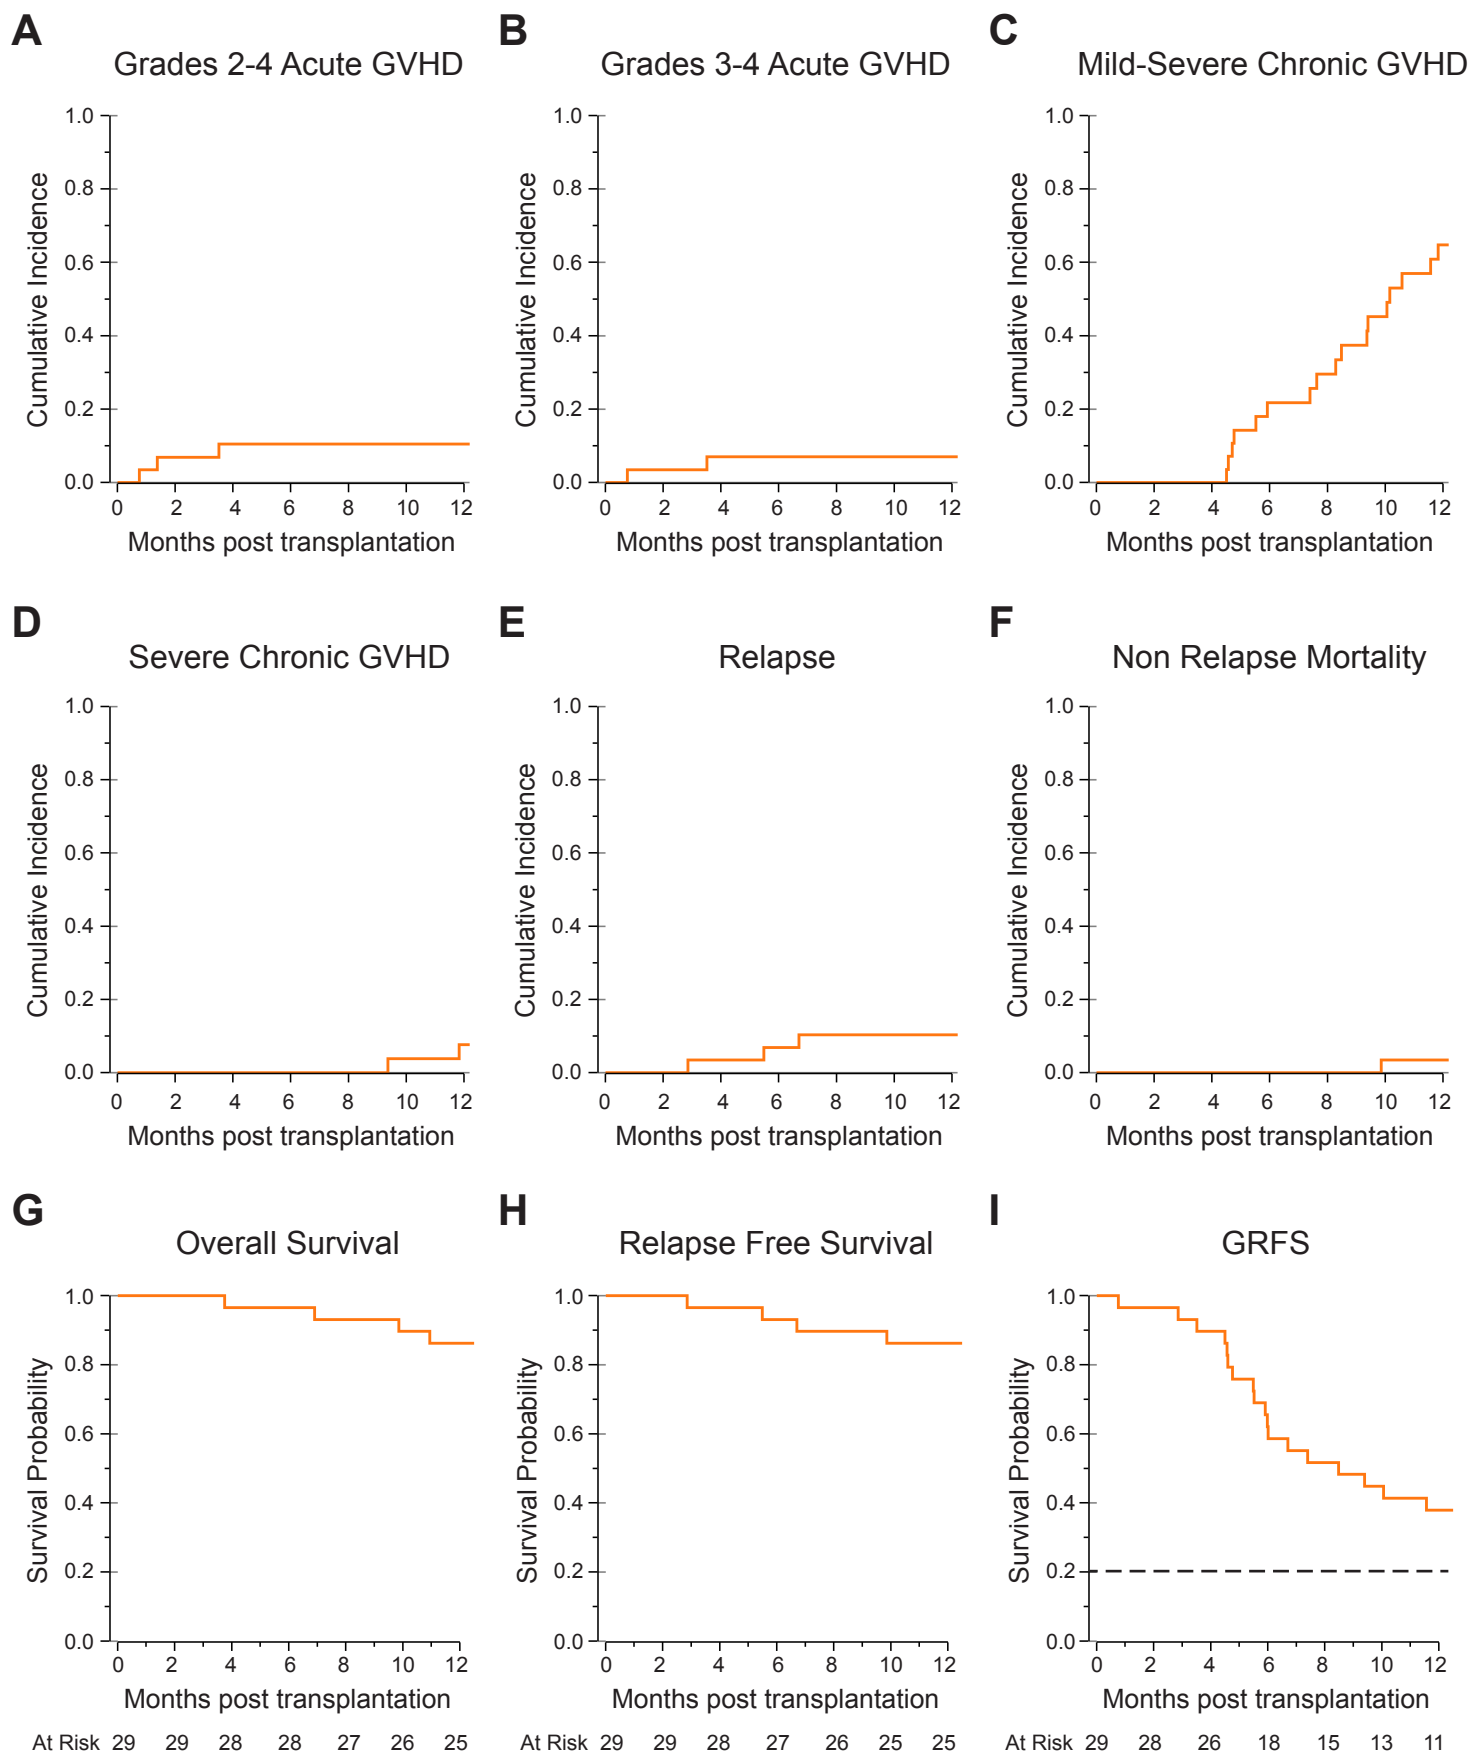 A
Grades 2-4 Acute GVHD
1.0
0.8
0.6
0.4
0.2
0.0
Cumulative Incidence
0 2 4 6 8 10 12
Months post transplantation
B
Grades 3-4 Acute GVHD
1.0
0.8
0.6
0.4
0.2
0.0
Cumulative Incidence
0 2 4 6 8 10 12
Months post transplantation
C
Mild-Severe Chronic GVHD
1.0
0.8
0.6
0.4
0.2
0.0
Cumulative Incidence
0 2 4 6 8 10 12
Months post transplantation
D
Severe Chronic GVHD
1.0
0.8
0.6
0.4
0.2
0.0
Cumulative Incidence
0 2 4 6 8 10 12
Months post transplantation
E
Relapse
1.0
0.8
0.6
0.4
0.2
0.0
Cumulative Incidence
0 2 4 6 8 10 12
Months post transplantation
F
Non Relapse Mortality
1.0
0.8
0.6
0.4
0.2
0.0
Cumulative Incidence
0 2 4 6 8 10 12
Months post transplantation
G
Overall Survival
1.0
0.8
0.6
0.4
0.2
0.0
Survival Probability
0 2 4 6 8 10 12
Months post transplantation
At Risk 29 29 28 28 27 26 25
H
Relapse Free Survival
1.0
0.8
0.6
0.4
0.2
0.0
Survival Probability
0 2 4 6 8 10 12
Months post transplantation
At Risk 29 29 28 27 26 25 25
I
GRFS
1.0
0.8
0.6
0.4
0.2
0.0
Survival Probability
0 2 4 6 8 10 12
Months post transplantation
At Risk 29 28 26 18 15 13 11